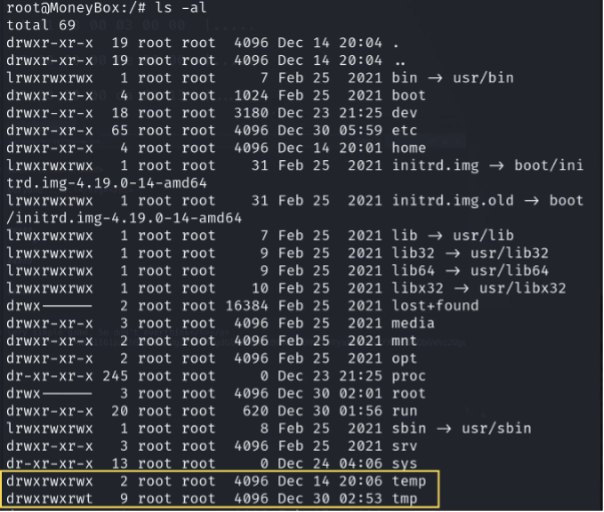 root@MoneyBox:/# ls -al
total 69
drwxr-xr-x  19 root root  4096 Dec 14 20:04 .
drwxr-xr-x  19 root root  4096 Dec 14 20:04 ..
lrwxrwxrwx   1 root root     7 Feb 25  2021 bin → usr/bin
drwxr-xr-x   4 root root  1024 Feb 25  2021 boot
drwxr-xr-x  18 root root  3180 Dec 23 21:25 dev
drwxr-xr-x  65 root root  4096 Dec 30 05:59 etc
drwxr-xr-x   4 root root  4096 Dec 14 20:01 home
lrwxrwxrwx   1 root root    31 Feb 25  2021 initrd.img → boot/ini
trd.img-4.19.0-14-amd64
lrwxrwxrwx   1 root root    31 Feb 25  2021 initrd.img.old → boot
/initrd.img-4.19.0-14-amd64
lrwxrwxrwx   1 root root     7 Feb 25  2021 lib → usr/lib
lrwxrwxrwx   1 root root     9 Feb 25  2021 lib32 → usr/lib32
lrwxrwxrwx   1 root root     9 Feb 25  2021 lib64 → usr/lib64
lrwxrwxrwx   1 root root    10 Feb 25  2021 libx32 → usr/libx32
drwx------   2 root root 16384 Feb 25  2021 lost+found
drwxr-xr-x   3 root root  4096 Feb 25  2021 media
drwxr-xr-x   2 root root  4096 Feb 25  2021 mnt
drwxr-xr-x   2 root root  4096 Feb 25  2021 opt
dr-xr-xr-x 245 root root     0 Dec 23 21:25 proc
drwx------   3 root root  4096 Dec 30 02:01 root
drwxr-xr-x  20 root root   620 Dec 30 01:56 run
lrwxrwxrwx   1 root root     8 Feb 25  2021 sbin → usr/sbin
drwxr-xr-x   3 root root  4096 Feb 25  2021 srv
dr-xr-xr-x  13 root root     0 Dec 24 04:06 sys
drwxrwxrwx   2 root root  4096 Dec 14 20:06 temp
drwxrwxrwt   9 root root  4096 Dec 30 02:53 tmp